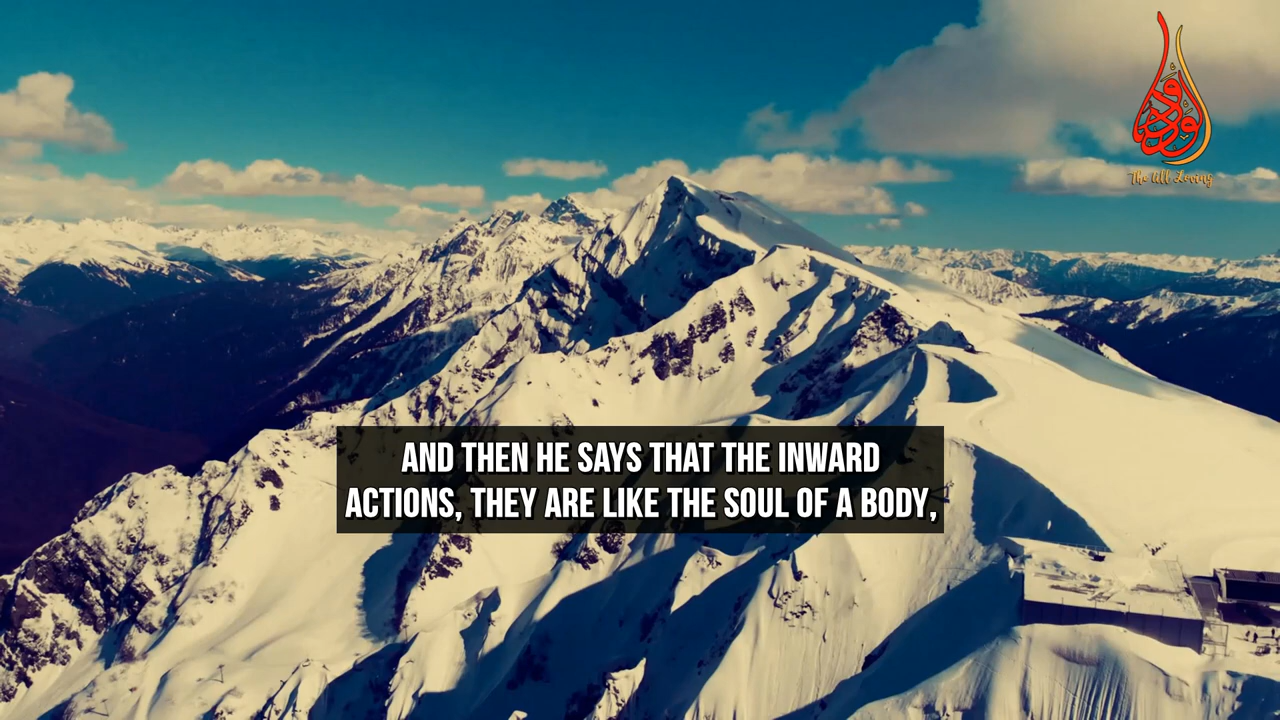 The All Loving
AND THEN HE SAYS THAT THE INWARD
ACTIONS, THEY ARE LIKE THE SOUL OF A BODY,